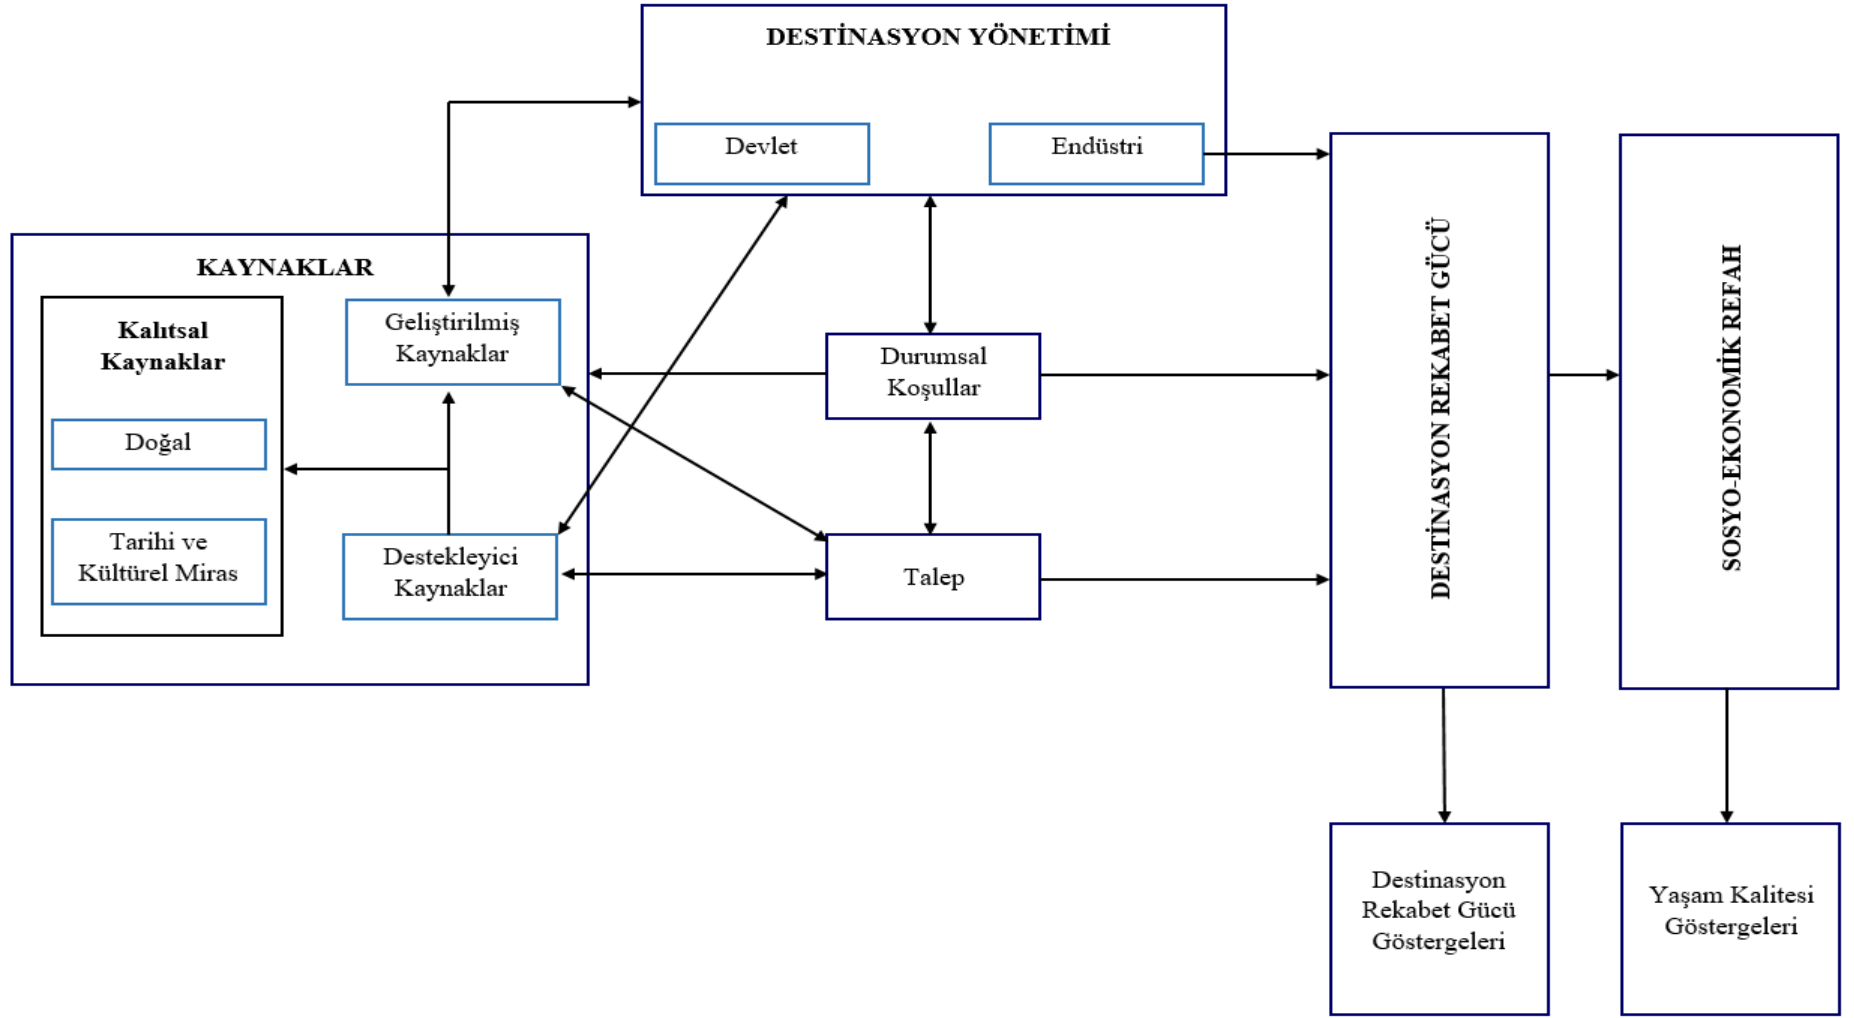 DESTİNASYON YÖNETİMİ
Devlet
Endüstri
KAYNAKLAR
Kalıtsal
Kaynaklar
Doğal
Tarihi ve
Kültürel Miras
Geliştirilmiş
Kaynaklar
Destekleyici
Kaynaklar
Durumsal
Koşullar
Talep
DESTİNASYON REKABET GÜCÜ
SOSYO-EKONOMİK REFAH
Destinasyon
Rekabet Gücü
Göstergeleri
Yaşam Kalitesi
Göstergeleri